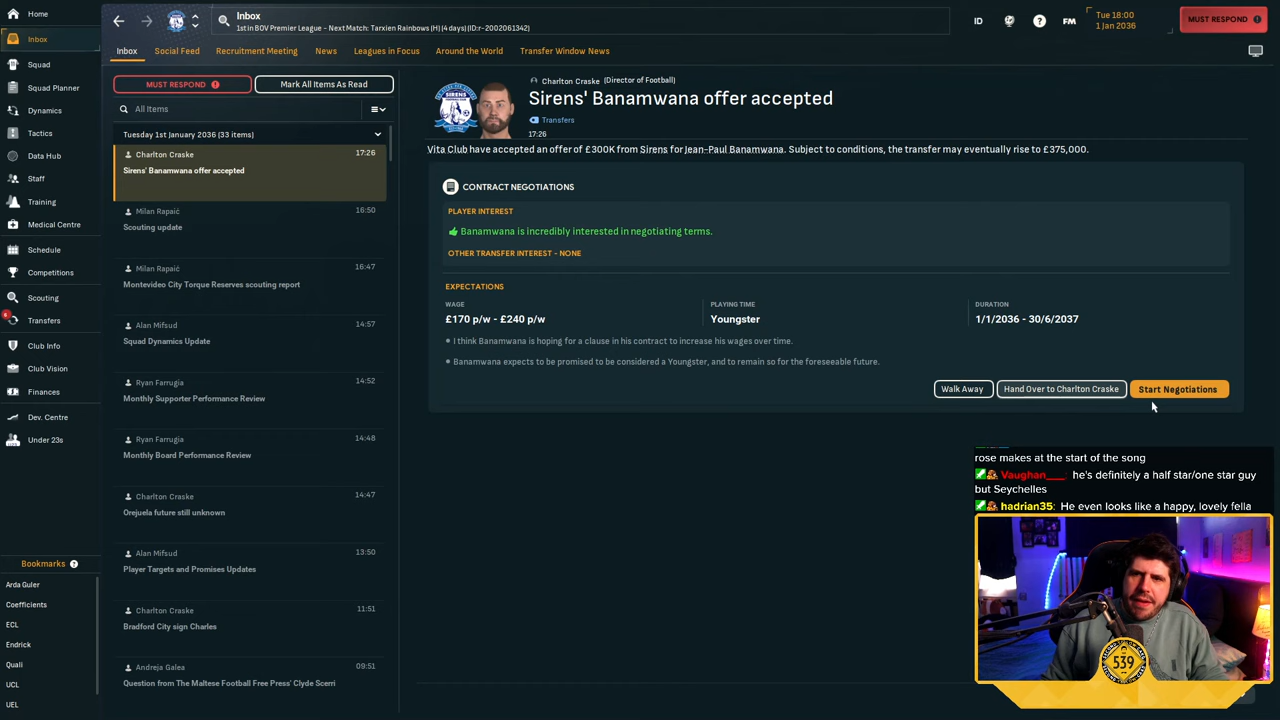 Home
Inbox
Squad
Squad Planner
Dynamics
Tactics
Data Hub
Staff
Training
Medical Centre
Schedule
Competitions
Scouting
6
Transfers
Club Info
Club Vision
Finances
Dev. Centre
Under 23s
Bookmarks ?
Arda Guler
Coefficients
ECL
Endrick
Quali
UCL
UEL
Inbox
1st in BOV Premier League - Next Match: Tarxien Rainbows (H) (4 days) (ID:r-2002061342)
ID
?
FM
Tue 18:00
1 Jan 2036
MUST RESPOND !
Inbox
Social Feed
Recruitment Meeting
News
Leagues in Focus
Around the World
Transfer Window News
MUST RESPOND !
Mark All Items As Read
All Items
Tuesday 1st January 2036 (33 items)
Charlton Craske 17:26
Sirens' Banamwana offer accepted
Milan Rapaić 16:50
Scouting update
Milan Rapaić 16:47
Montevideo City Torque Reserves scouting report
Alan Mifsud 14:57
Squad Dynamics Update
Ryan Farrugia 14:52
Monthly Supporter Performance Review
Ryan Farrugia 14:48
Monthly Board Performance Review
Charlton Craske 14:47
Orejuela future still unknown
Alan Mifsud 13:50
Player Targets and Promises Updates
Charlton Craske 11:51
Bradford City sign Charles
Andreja Galea 09:51
Question from The Maltese Football Free Press' Clyde Scerri
SIRENS
Charlton Craske (Director of Football)
Sirens' Banamwana offer accepted
Transfers
17:26
Vita Club have accepted an offer of £300K from Sirens for Jean-Paul Banamwana. Subject to conditions, the transfer may eventually rise to £375,000.
CONTRACT NEGOTIATIONS
PLAYER INTEREST
Banamwana is incredibly interested in negotiating terms.
OTHER TRANSFER INTEREST - NONE
EXPECTATIONS
WAGE
£170 p/w - £240 p/w
PLAYING TIME
Youngster
DURATION
1/1/2036 - 30/6/2037
I think Banamwana is hoping for a clause in his contract to increase his wages over time.
Banamwana expects to be promised to be considered a Youngster, and to remain so for the foreseeable future.
Walk Away
Hand Over to Charlton Craske
Start Negotiations
rose makes at the start of the song
Vaughan___: he's definitely a half star/one star guy
but Seychelles
hadrian35: He even looks like a happy, lovely fella
539